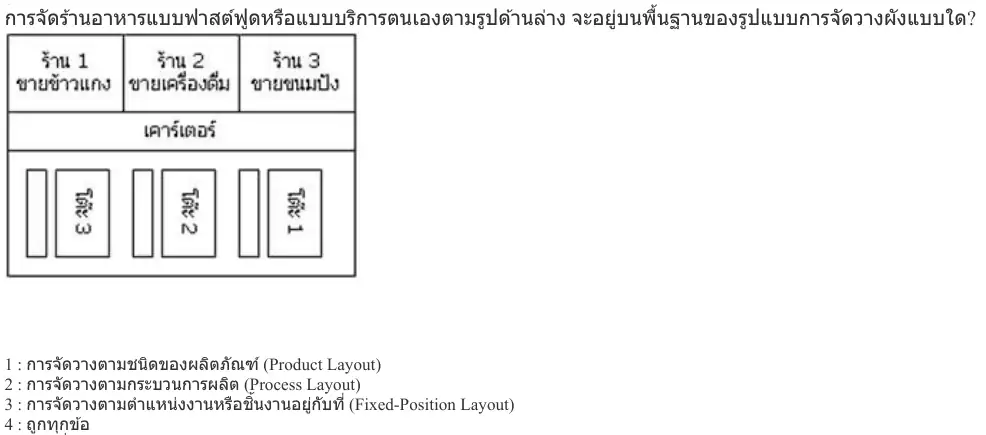 การจัดร้านอาหารแบบฟาสต์ฟูดหรือแบบบริการตนเองตามรูปด้านล่าง จะอยู่บนพื้นฐานของรูปแบบการจัดวางผังแบบใด?
ร้าน 1
ขายข้าวแกง
ร้าน 2
ขายเครื่องดื่ม
ร้าน 3
ขายขนมปัง
เคาร์เตอร์
โต๊ะ 3
โต๊ะ 2
โต๊ะ 1
1 : การจัดวางตามชนิดของผลิตภัณฑ์ (Product Layout)
2 : การจัดวางตามกระบวนการผลิต (Process Layout)
3 : การจัดวางตามตำแหน่งงานหรือชิ้นงานอยู่กับที่ (Fixed-Position Layout)
4 : ถูกทุกข้อ